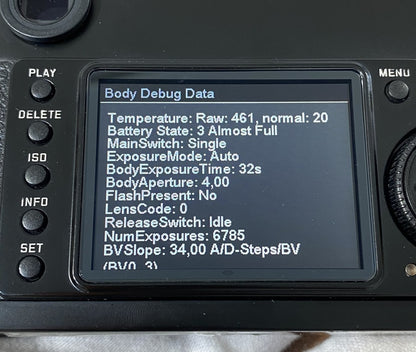 PLAY
DELETE
ISO
INFO
SET
MENU
Body Debug Data
Temperature: Raw: 461, normal: 20
Battery State: 3 Almost Full
MainSwitch: Single
ExposureMode: Auto
BodyExposureTime: 32s
BodyAperture: 4,00
FlashPresent: No
LensCode: 0
ReleaseSwitch: Idle
NumExposures: 6785
BVSlope: 34,00 A/D-Steps/BV
(BV0..3)